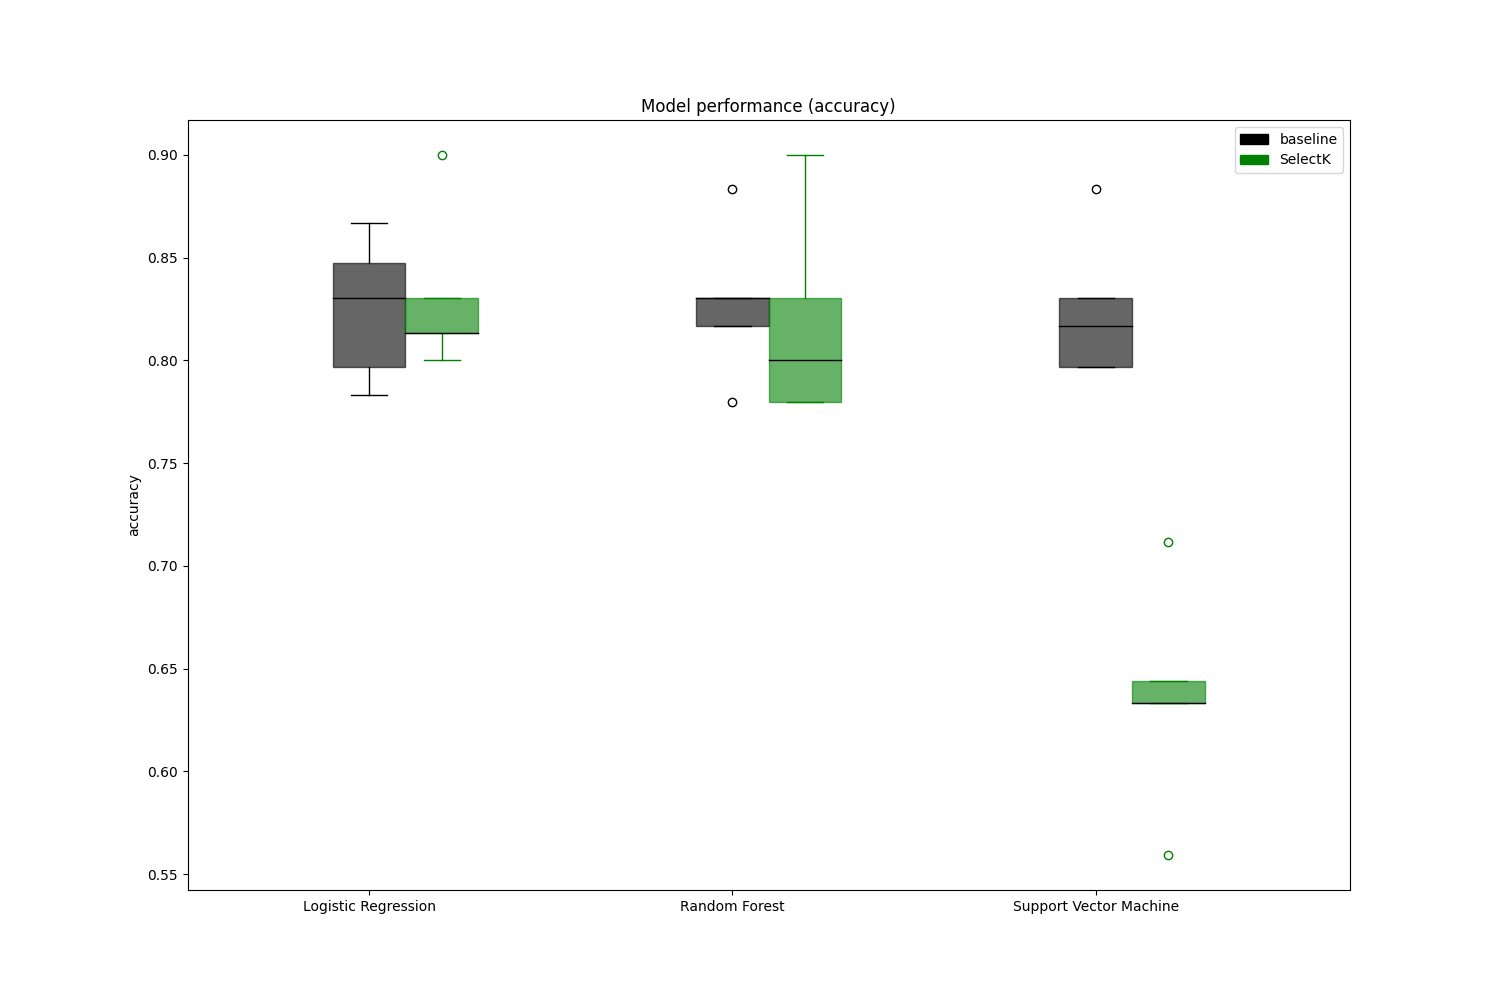 Model performance (accuracy)
baseline
SelectK
0.90
0.85
0.80
0.75
0.70
0.65
0.60
0.55
accuracy
Logistic Regression
Random Forest
Support Vector Machine